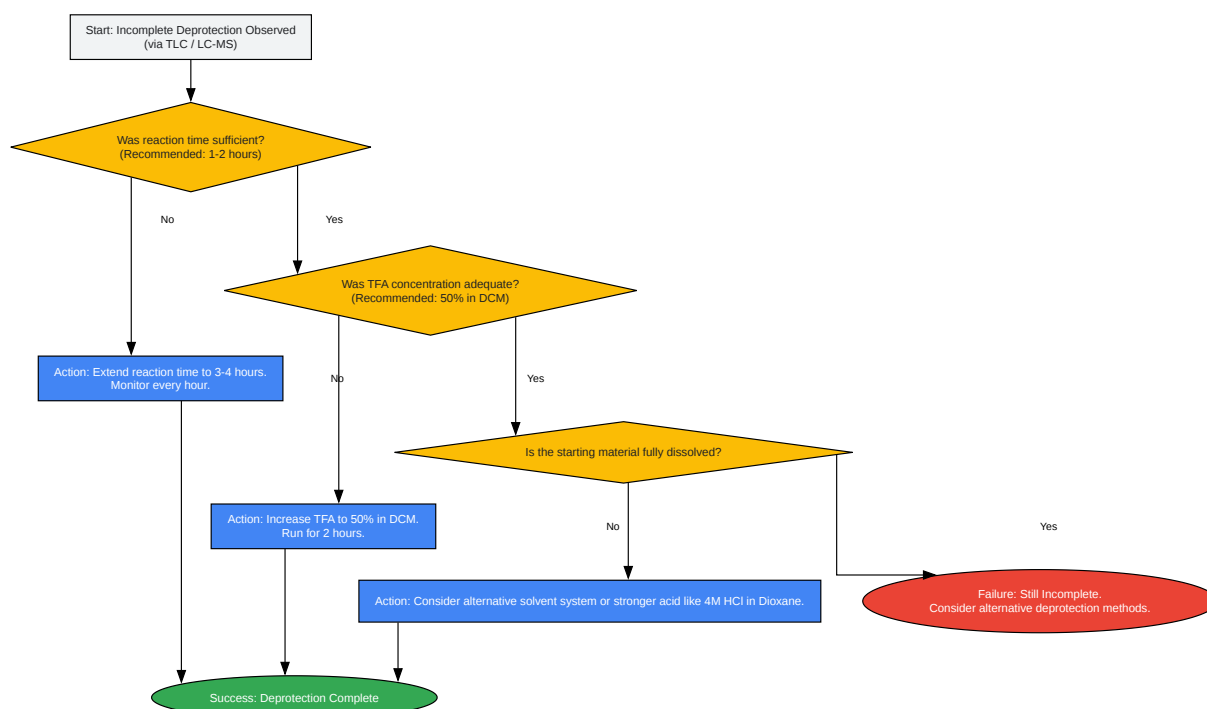 Start: Incomplete Deprotection Observed
(via TLC / LC-MS)
Was reaction time sufficient?
(Recommended: 1-2 hours)
No
Yes
Was TFA concentration adequate?
(Recommended: 50% in DCM)
Action: Extend reaction time to 3-4 hours.
Monitor every hour.
No
Yes
Is the starting material fully dissolved?
Action: Increase TFA to 50% in DCM.
Run for 2 hours.
No
Yes
Action: Consider alternative solvent system or stronger acid like 4M HCl in Dioxane.
Failure: Still Incomplete.
Consider alternative deprotection methods.
Success: Deprotection Complete